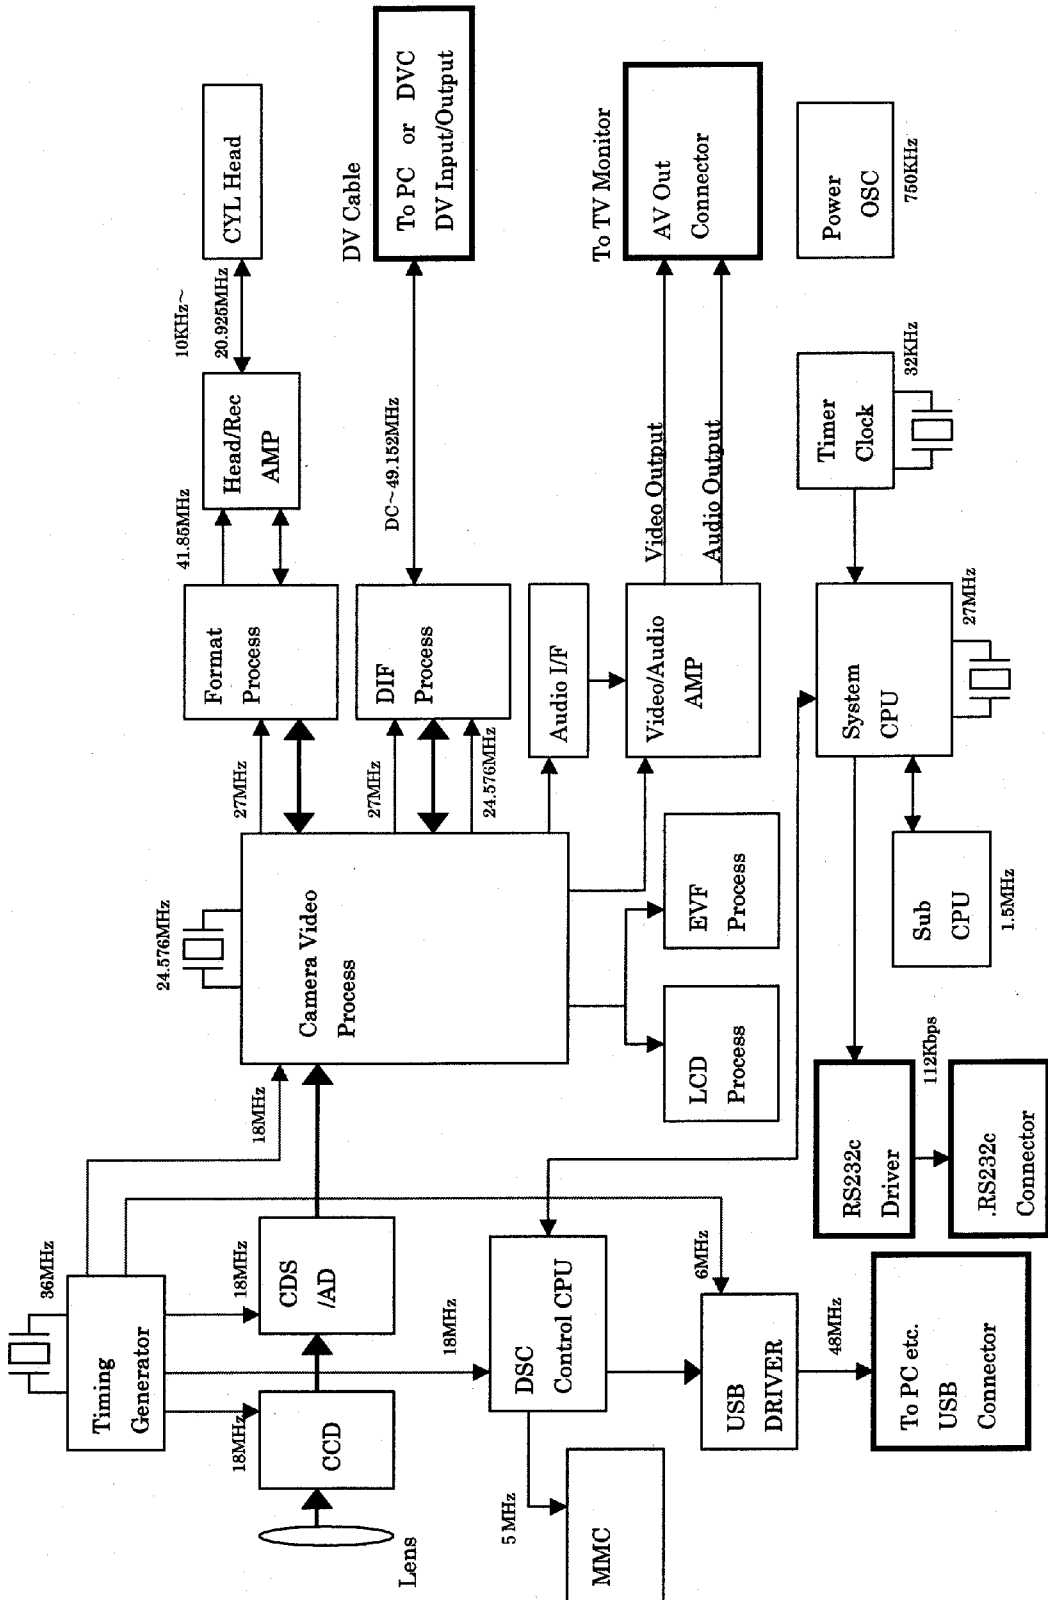 36MHz
Timing
Generator
18MHz
18MHz
18MHz
18MHz
6MHz
Lens
CCD
CDS
/AD
24.576MHz
Camera Video
Process
27MHz
27MHz
24.576MHz
Format
Process
41.85MHz
Head/Rec
AMP
10KHz~
20.925MHz
CYL Head
DIF
Process
DC~49.152MHz
DV Cable
To PC or DVC
DV Input/Output
Audio I/F
Video/Audio
AMP
Video Output
Audio Output
To TV Monitor
AV Out
Connector
LCD
Process
EVF
Process
DSC
Control CPU
5 MHz
MMC
USB
DRIVER
48MHz
To PC etc.
USB
Connector
RS232c
Driver
112Kbps
.RS232c
Connector
Sub
CPU
1.5MHz
System
CPU
27MHz
Timer
Clock
32KHz
Power
OSC
750KHz